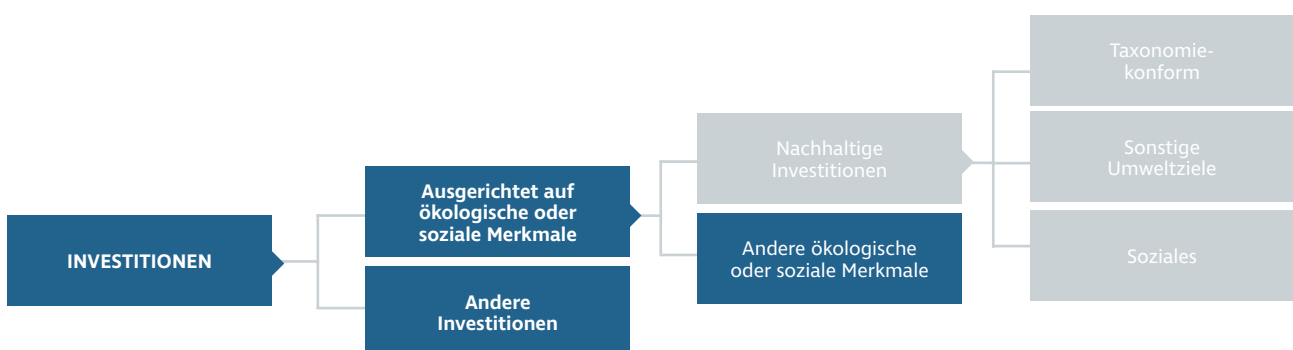 INVESTITIONEN
Ausgerichtet auf
ökologische oder
soziale Merkmale
Andere
Investitionen
Nachhaltige
Investitionen
Andere ökologische
oder soziale Merkmale
Taxonomie-
konform
Sonstige
Umweltziele
Soziales